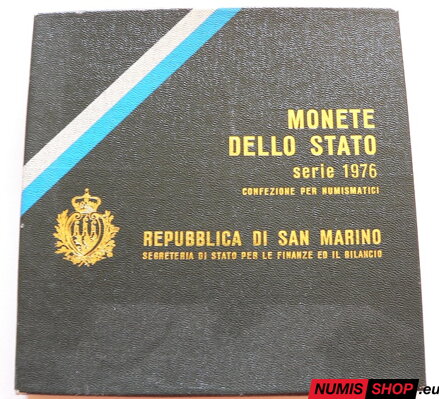 MONETE
DELLO STATO
serie 1976
CONFEZIONE PER NUMISMATICI
REPUBBLICA DI SAN MARINO
SEGRETERIA DI STATO PER LE FINANZE ED IL BILANCIO
NUMIS SHOP.eu